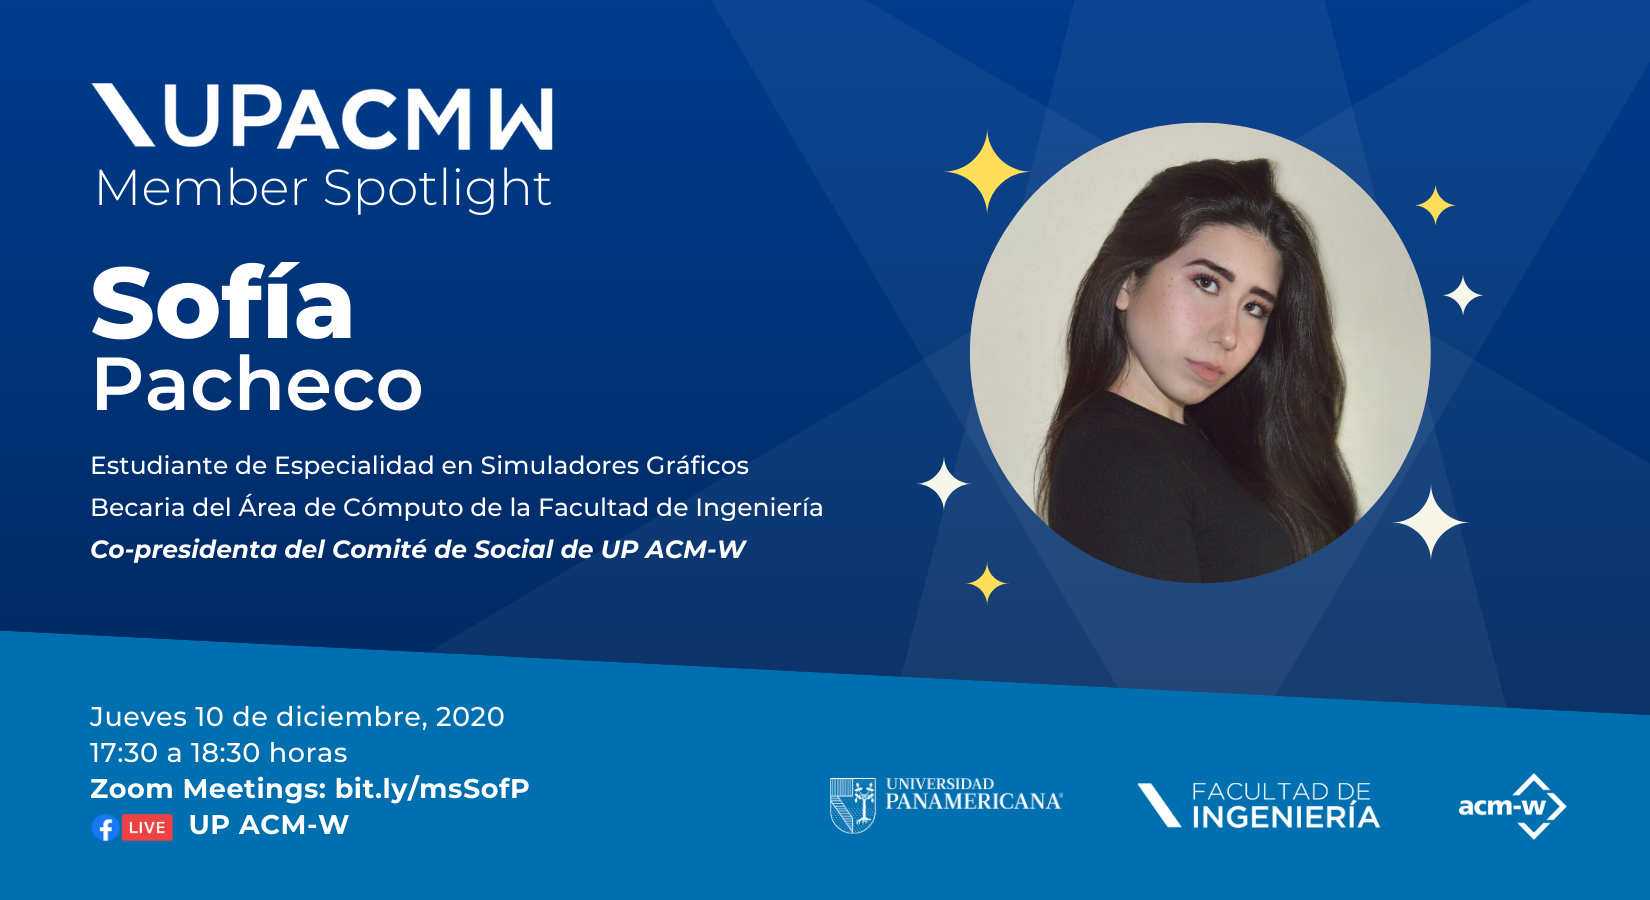 UPACMW
Member Spotlight
Sofía
Pacheco
Estudiante de Especialidad en Simuladores Gráficos
Becaria del Área de Cómputo de la Facultad de Ingeniería
Co-presidenta del Comité de Social de UP ACM-W
Jueves 10 de diciembre, 2020
17:30 a 18:30 horas
Zoom Meetings: bit.ly/msSofP
LIVE UP ACM-W
UNIVERSIDAD
PANAMERICANA
FACULTAD DE
INGENIERÍA
acm-w